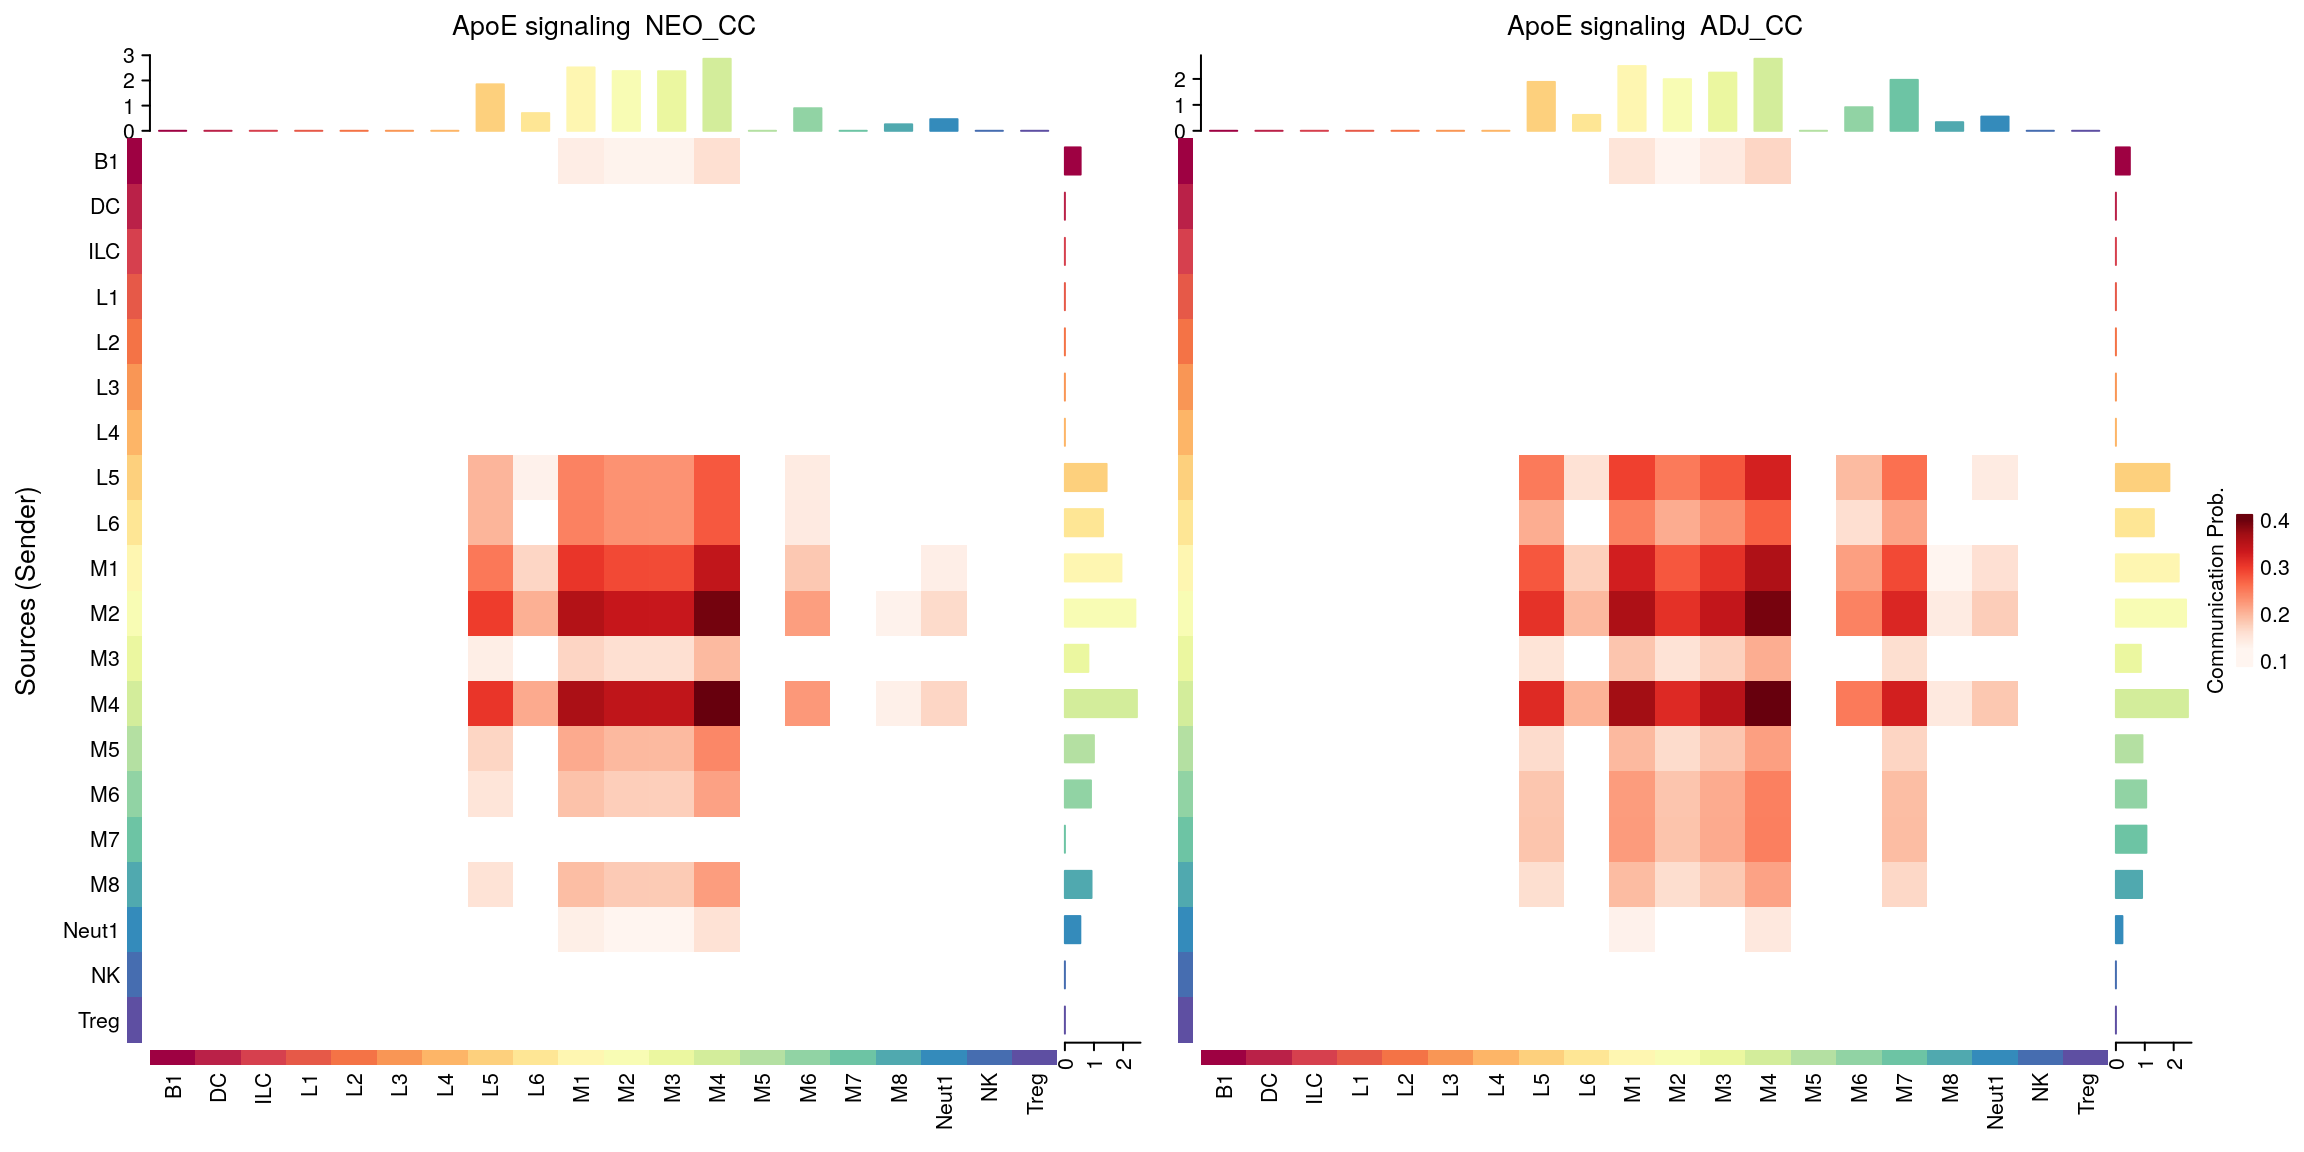 ApoE signaling  NEO_CC
3
2
1
0
B1
DC
ILC
L1
L2
L3
L4
L5
L6
M1
M2
M3
M4
M5
M6
M7
M8
Neut1
NK
Treg
Sources (Sender)
B1 DC ILC L1 L2 L3 L4 L5 L6 M1 M2 M3 M4 M5 M6 M7 M8 Neut1 NK Treg
0 1 2
ApoE signaling  ADJ_CC
2
1
0
B1 DC ILC L1 L2 L3 L4 L5 L6 M1 M2 M3 M4 M5 M6 M7 M8 Neut1 NK Treg
0 1 2
Communication Prob.
0.4
0.3
0.2
0.1